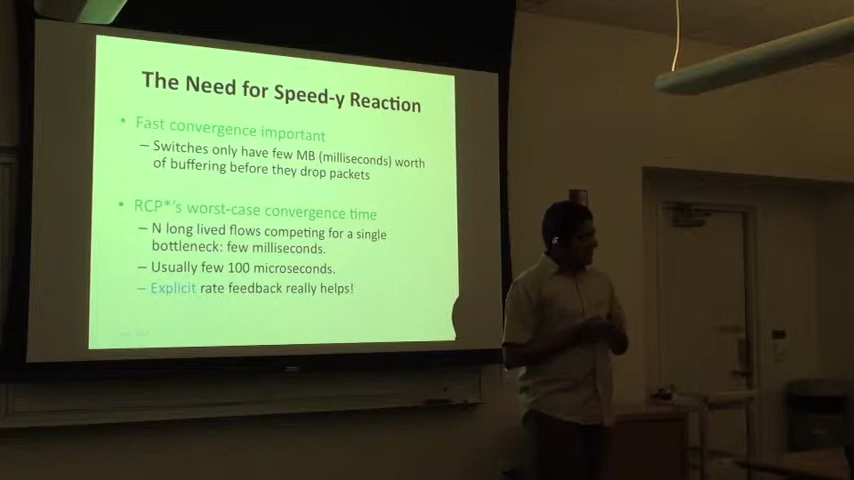 The Need for Speed-y Reaction
• Fast convergence important
– Switches only have few MB (milliseconds) worth
of buffering before they drop packets
• RCP*'s worst-case convergence time
– N long lived flows competing for a single
bottleneck: few milliseconds.
– Usually few 100 microseconds.
– Explicit rate feedback really helps!